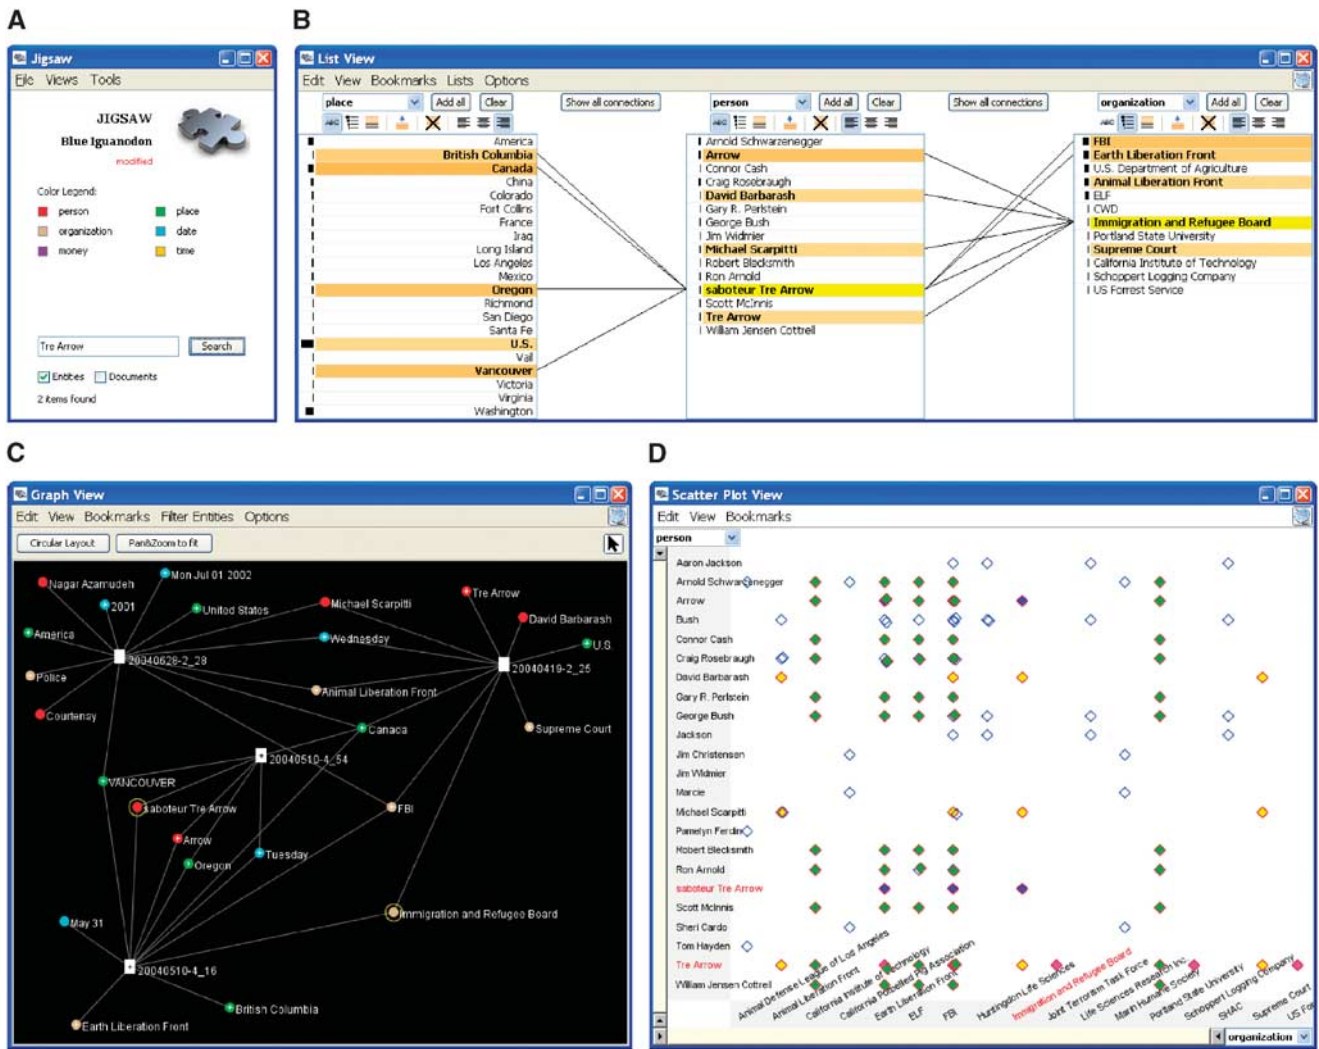 A
B
Jigsaw
File Views Tools
JIGSAW
Blue Iguanodon
modified
Color Legend:
person place
organization date
money time
Tre Arrow Search
Entities Documents
2 items found
List View
Edit View Bookmarks Lists Options
place Add all Clear Show all connections person Add all Clear Show all connections organization Add all Clear
ABC ABC ABC
America
British Columbia
Canada
China
Colorado
Fort Collins
France
Iraq
Long Island
Los Angeles
Mexico
Oregon
Richmond
San Diego
Santa Fe
U.S.
Vail
Vancouver
Victoria
Virginia
Washington
Arnold Schwarzenegger
Arrow
Connor Cash
Craig Rosebraugh
David Barbarash
Gary R. Perlstein
George Bush
Jim Widmier
Michael Scarpitti
Robert Blecksmith
Ron Arnold
saboteur Tre Arrow
Scott McInnis
Tre Arrow
William Jensen Cottrell
FBI
Earth Liberation Front
U.S. Department of Agriculture
Animal Liberation Front
ELF
CWD
Immigration and Refugee Board
Portland State University
Supreme Court
California Institute of Technology
Schoppert Logging Company
US Forrest Service
C
D
Graph View
Edit View Bookmarks Filter Entities Options
Circular Layout Pan&Zoom to fit
Nagar Azamudeh
Mon Jul 01 2002
2001
United States
Michael Scarpitti
Tre Arrow
David Barbarash
America
Wednesday
U.S.
20040628-2_28
20040419-2_25
Police
Animal Liberation Front
Courtenay
Canada
Supreme Court
20040510-4_54
VANCOUVER
saboteur Tre Arrow
FBI
Arrow
Tuesday
Oregon
Immigration and Refugee Board
May 31
20040510-4_16
British Columbia
Earth Liberation Front
Scatter Plot View
Edit View Bookmarks
person
Aaron Jackson
Arnold Schwarzenegger
Arrow
Bush
Connor Cash
Craig Rosebraugh
David Barbarash
Gary R. Perlstein
George Bush
Jackson
Jim Christensen
Jim Widmier
Marcie
Michael Scarpitti
Pamelyn
Robert Blecksmith
Ron Arnold
saboteur Tre Arrow
Scott McInnis
Sheri Cardo
Tom Hayden
Tre Arrow
William Jensen Cottrell
Animal Defense League of Los Angeles
Animal Liberation Front
California Institute of Technology
California Pig Association
Earth Liberation Front
ELF
FBI
Huntingdon Life Sciences
Immigration and Refugee Board
Joint Terrorism Task Force
Life Sciences Research Inc.
Marin Humane Society
Portland State University
Schoppert Logging Company
SHAC
Supreme Court
US
organization